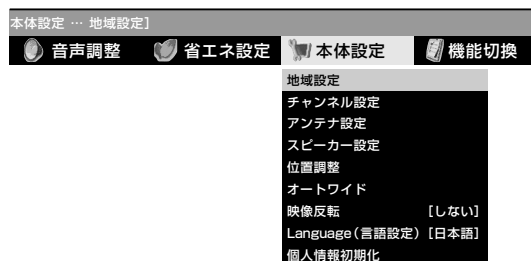 本体設定 … 地域設定]
音声調整 省エネ設定 本体設定 機能切換
地域設定
チャンネル設定
アンテナ設定
スピーカー設定
位置調整
オートワイド
映像反転 [しない]
Language(言語設定) [日本語]
個人情報初期化